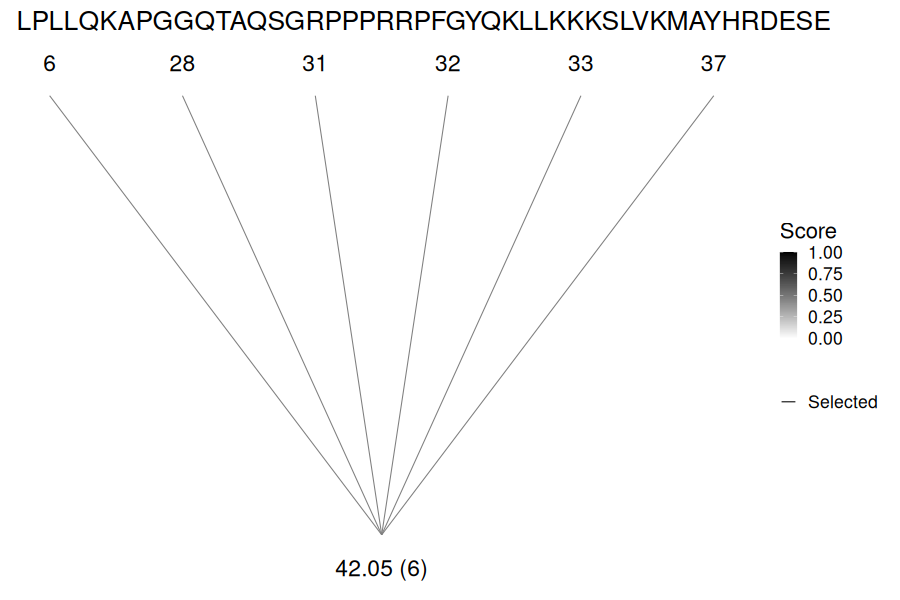 LPLLQKAPGGQTAQSGRPPPRRPFGYQKLLKKKSLVKMAYHRDESE
6 28 31 32 33 37
Score
1.00
0.75
0.50
0.25
0.00
Selected
42.05 (6)